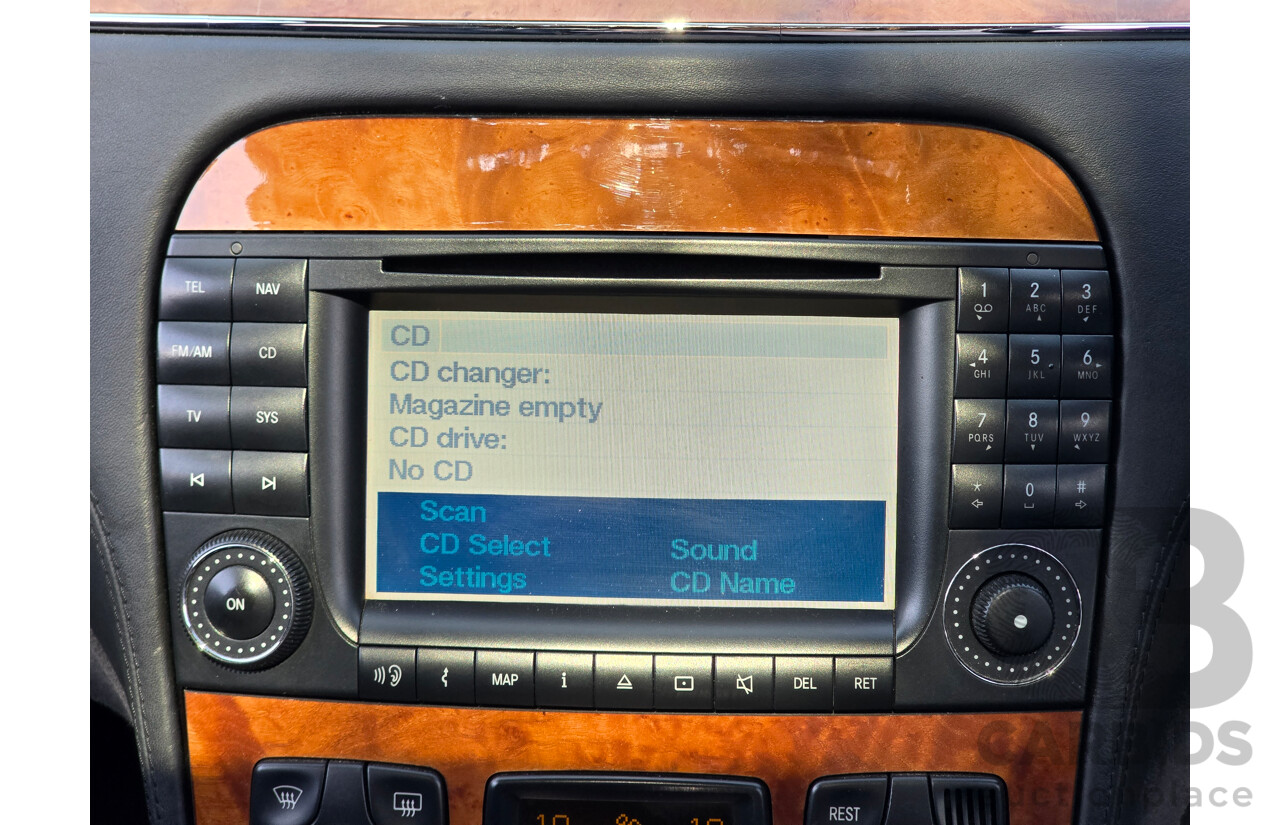 TEL NAV
FM/AM CD
TV SYS
CD
CD changer:
Magazine empty
CD drive:
No CD
Scan
CD Select Sound
Settings CD Name
1 2 ABC 3 DEF
4 GHI 5 JKL 6 MNO
7 PQRS 8 TUV 9 WXYZ
* 0 #
ON
MAP i DEL RET
REST